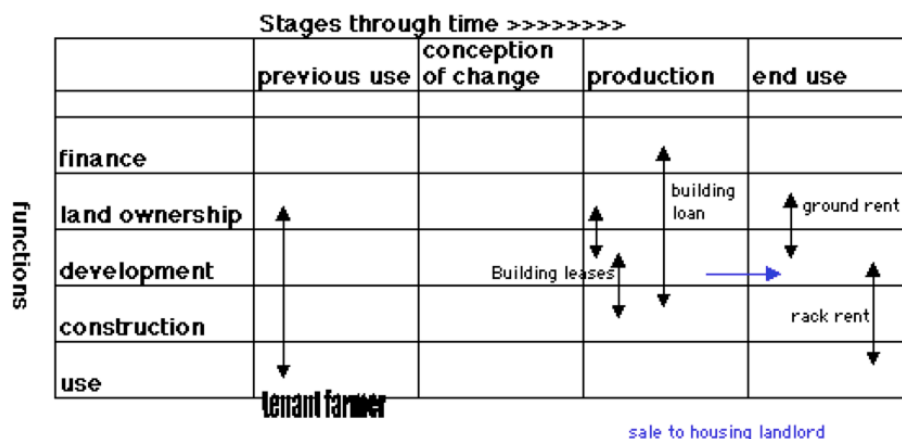 Stages through time >>>>>>>>
previous use
conception
of change
production
end use
functions
finance
land ownership
development
construction
use
tenant farmer
Building leases
building
loan
ground rent
rack rent
sale to housing landlord